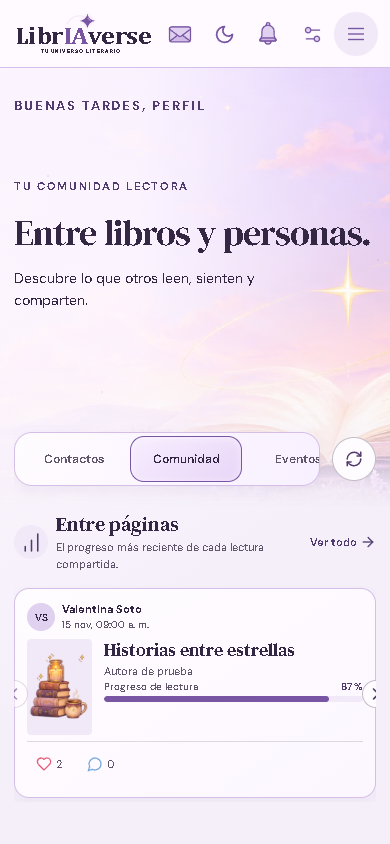 LibrIAverse
TU UNIVERSO LITERARIO
BUENAS TARDES, PERFIL
TU COMUNIDAD LECTORA
Entre libros y personas.
Descubre lo que otros leen, sienten y
comparten.
Contactos
Comunidad
Eventos
Entre páginas
El progreso más reciente de cada lectura
compartida.
Ver todo
VS
Valentina Soto
15 nov, 09:00 a. m.
Historias entre estrellas
Autora de prueba
Progreso de lectura
87%
2
0